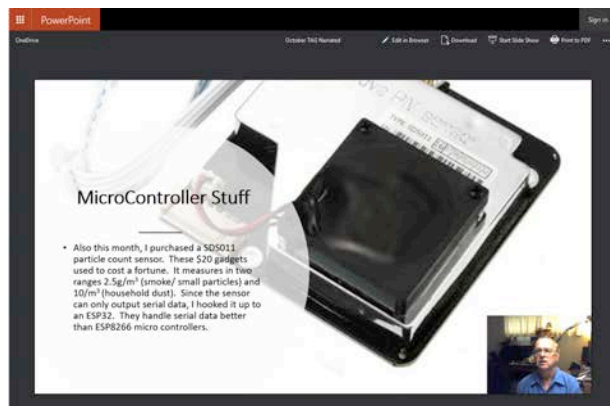 PowerPoint
Sign in
OneDrive
October TAG Narrated
Edit in Browser
Download
Start Slide Show
Print to PDF
MicroController Stuff
• Also this month, I purchased a SDS011
particle count sensor. These $20 gadgets
used to cost a fortune. It measures in two
ranges 2.5g/m³ (smoke/ small particles) and
10/m³ (household dust). Since the sensor
can only output serial data, I hooked it up to
an ESP32. They handle serial data better
than ESP8266 micro controllers.